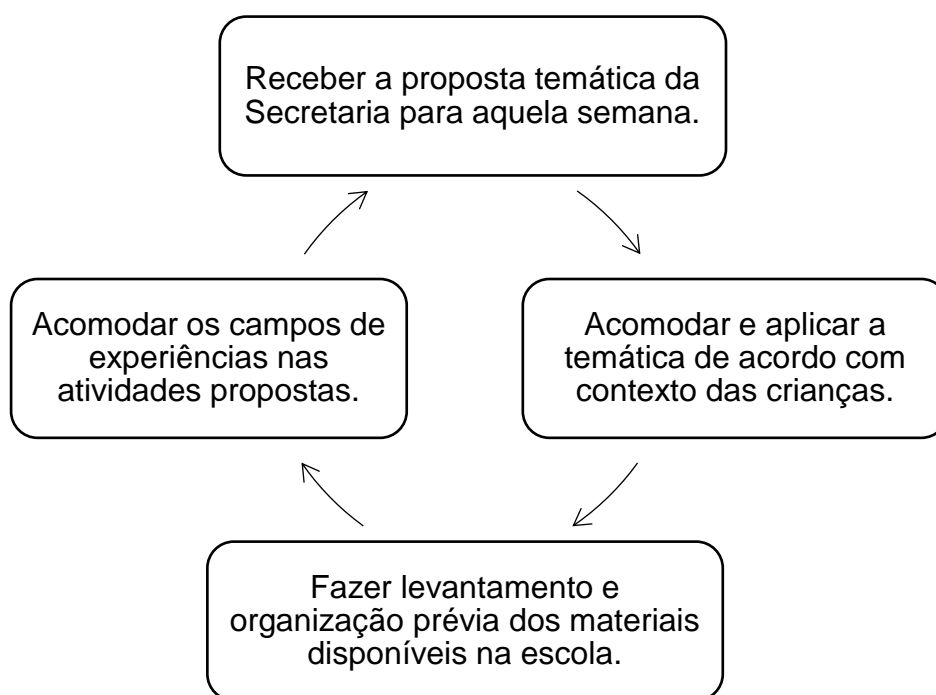 Receber a proposta temática da
Secretaria para aquela semana.
Acomodar e aplicar a
temática de acordo com
contexto das crianças.
Fazer levantamento e
organização prévia dos materiais
disponíveis na escola.
Acomodar os campos de
experiências nas
atividades propostas.